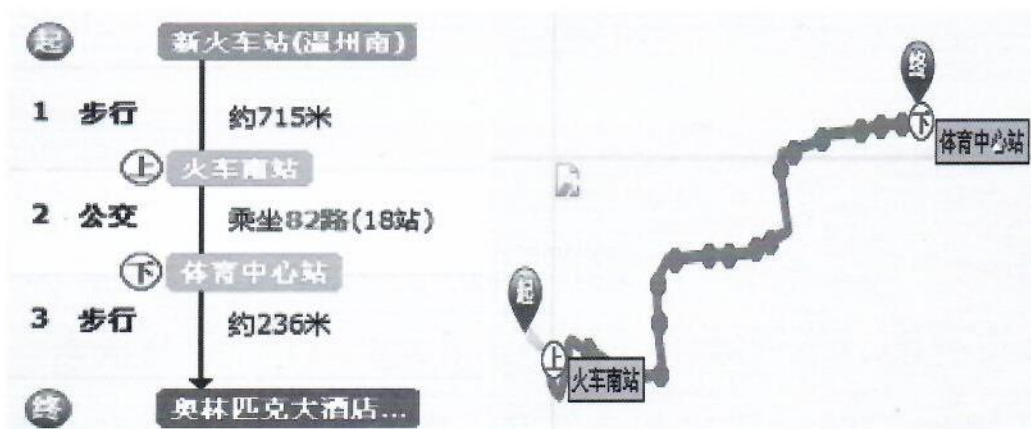 起 新火车站(温州南)
1 步行 约715米
上 火车南站
2 公交 乘坐82路(18站)
下 体育中心站
3 步行 约236米
终 奥林匹克大酒店...
终
下 体育中心站
起
上 火车南站